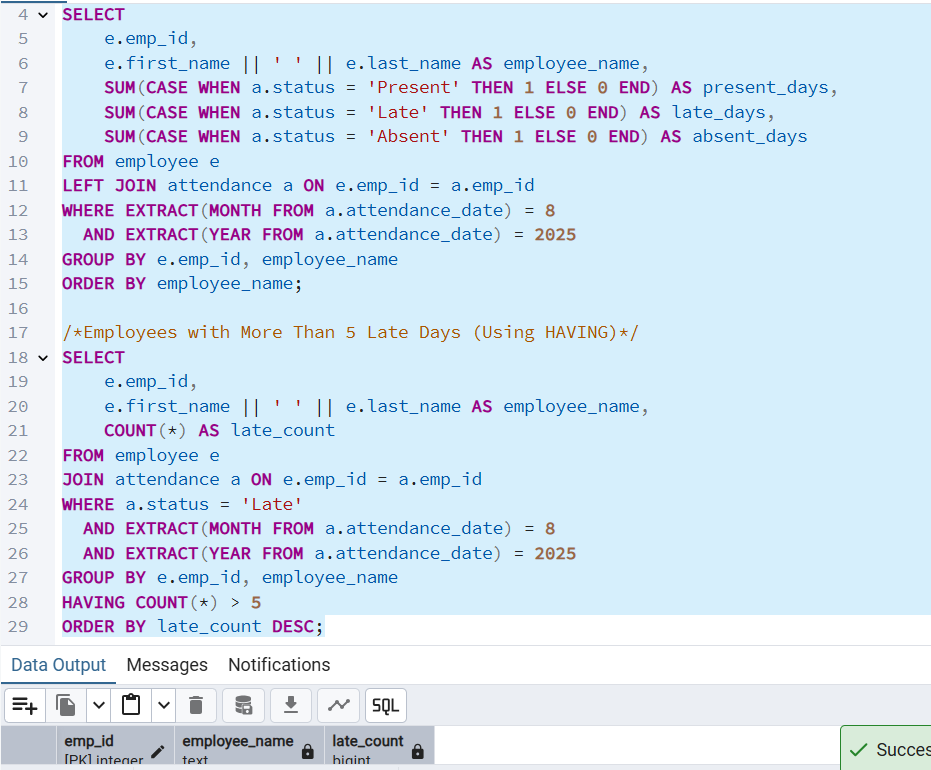 4 SELECT
5 e.emp_id,
6 e.first_name || ' ' || e.last_name AS employee_name,
7 SUM(CASE WHEN a.status = 'Present' THEN 1 ELSE 0 END) AS present_days,
8 SUM(CASE WHEN a.status = 'Late' THEN 1 ELSE 0 END) AS late_days,
9 SUM(CASE WHEN a.status = 'Absent' THEN 1 ELSE 0 END) AS absent_days
10 FROM employee e
11 LEFT JOIN attendance a ON e.emp_id = a.emp_id
12 WHERE EXTRACT(MONTH FROM a.attendance_date) = 8
13 AND EXTRACT(YEAR FROM a.attendance_date) = 2025
14 GROUP BY e.emp_id, employee_name
15 ORDER BY employee_name;
16
17 /*Employees with More Than 5 Late Days (Using HAVING)*/
18 SELECT
19 e.emp_id,
20 e.first_name || ' ' || e.last_name AS employee_name,
21 COUNT(*) AS late_count
22 FROM employee e
23 JOIN attendance a ON e.emp_id = a.emp_id
24 WHERE a.status = 'Late'
25 AND EXTRACT(MONTH FROM a.attendance_date) = 8
26 AND EXTRACT(YEAR FROM a.attendance_date) = 2025
27 GROUP BY e.emp_id, employee_name
28 HAVING COUNT(*) > 5
29 ORDER BY late_count DESC;
Data Output Messages Notifications
SQL
emp_id employee_name late_count
[PK] integer text bigint
Succes